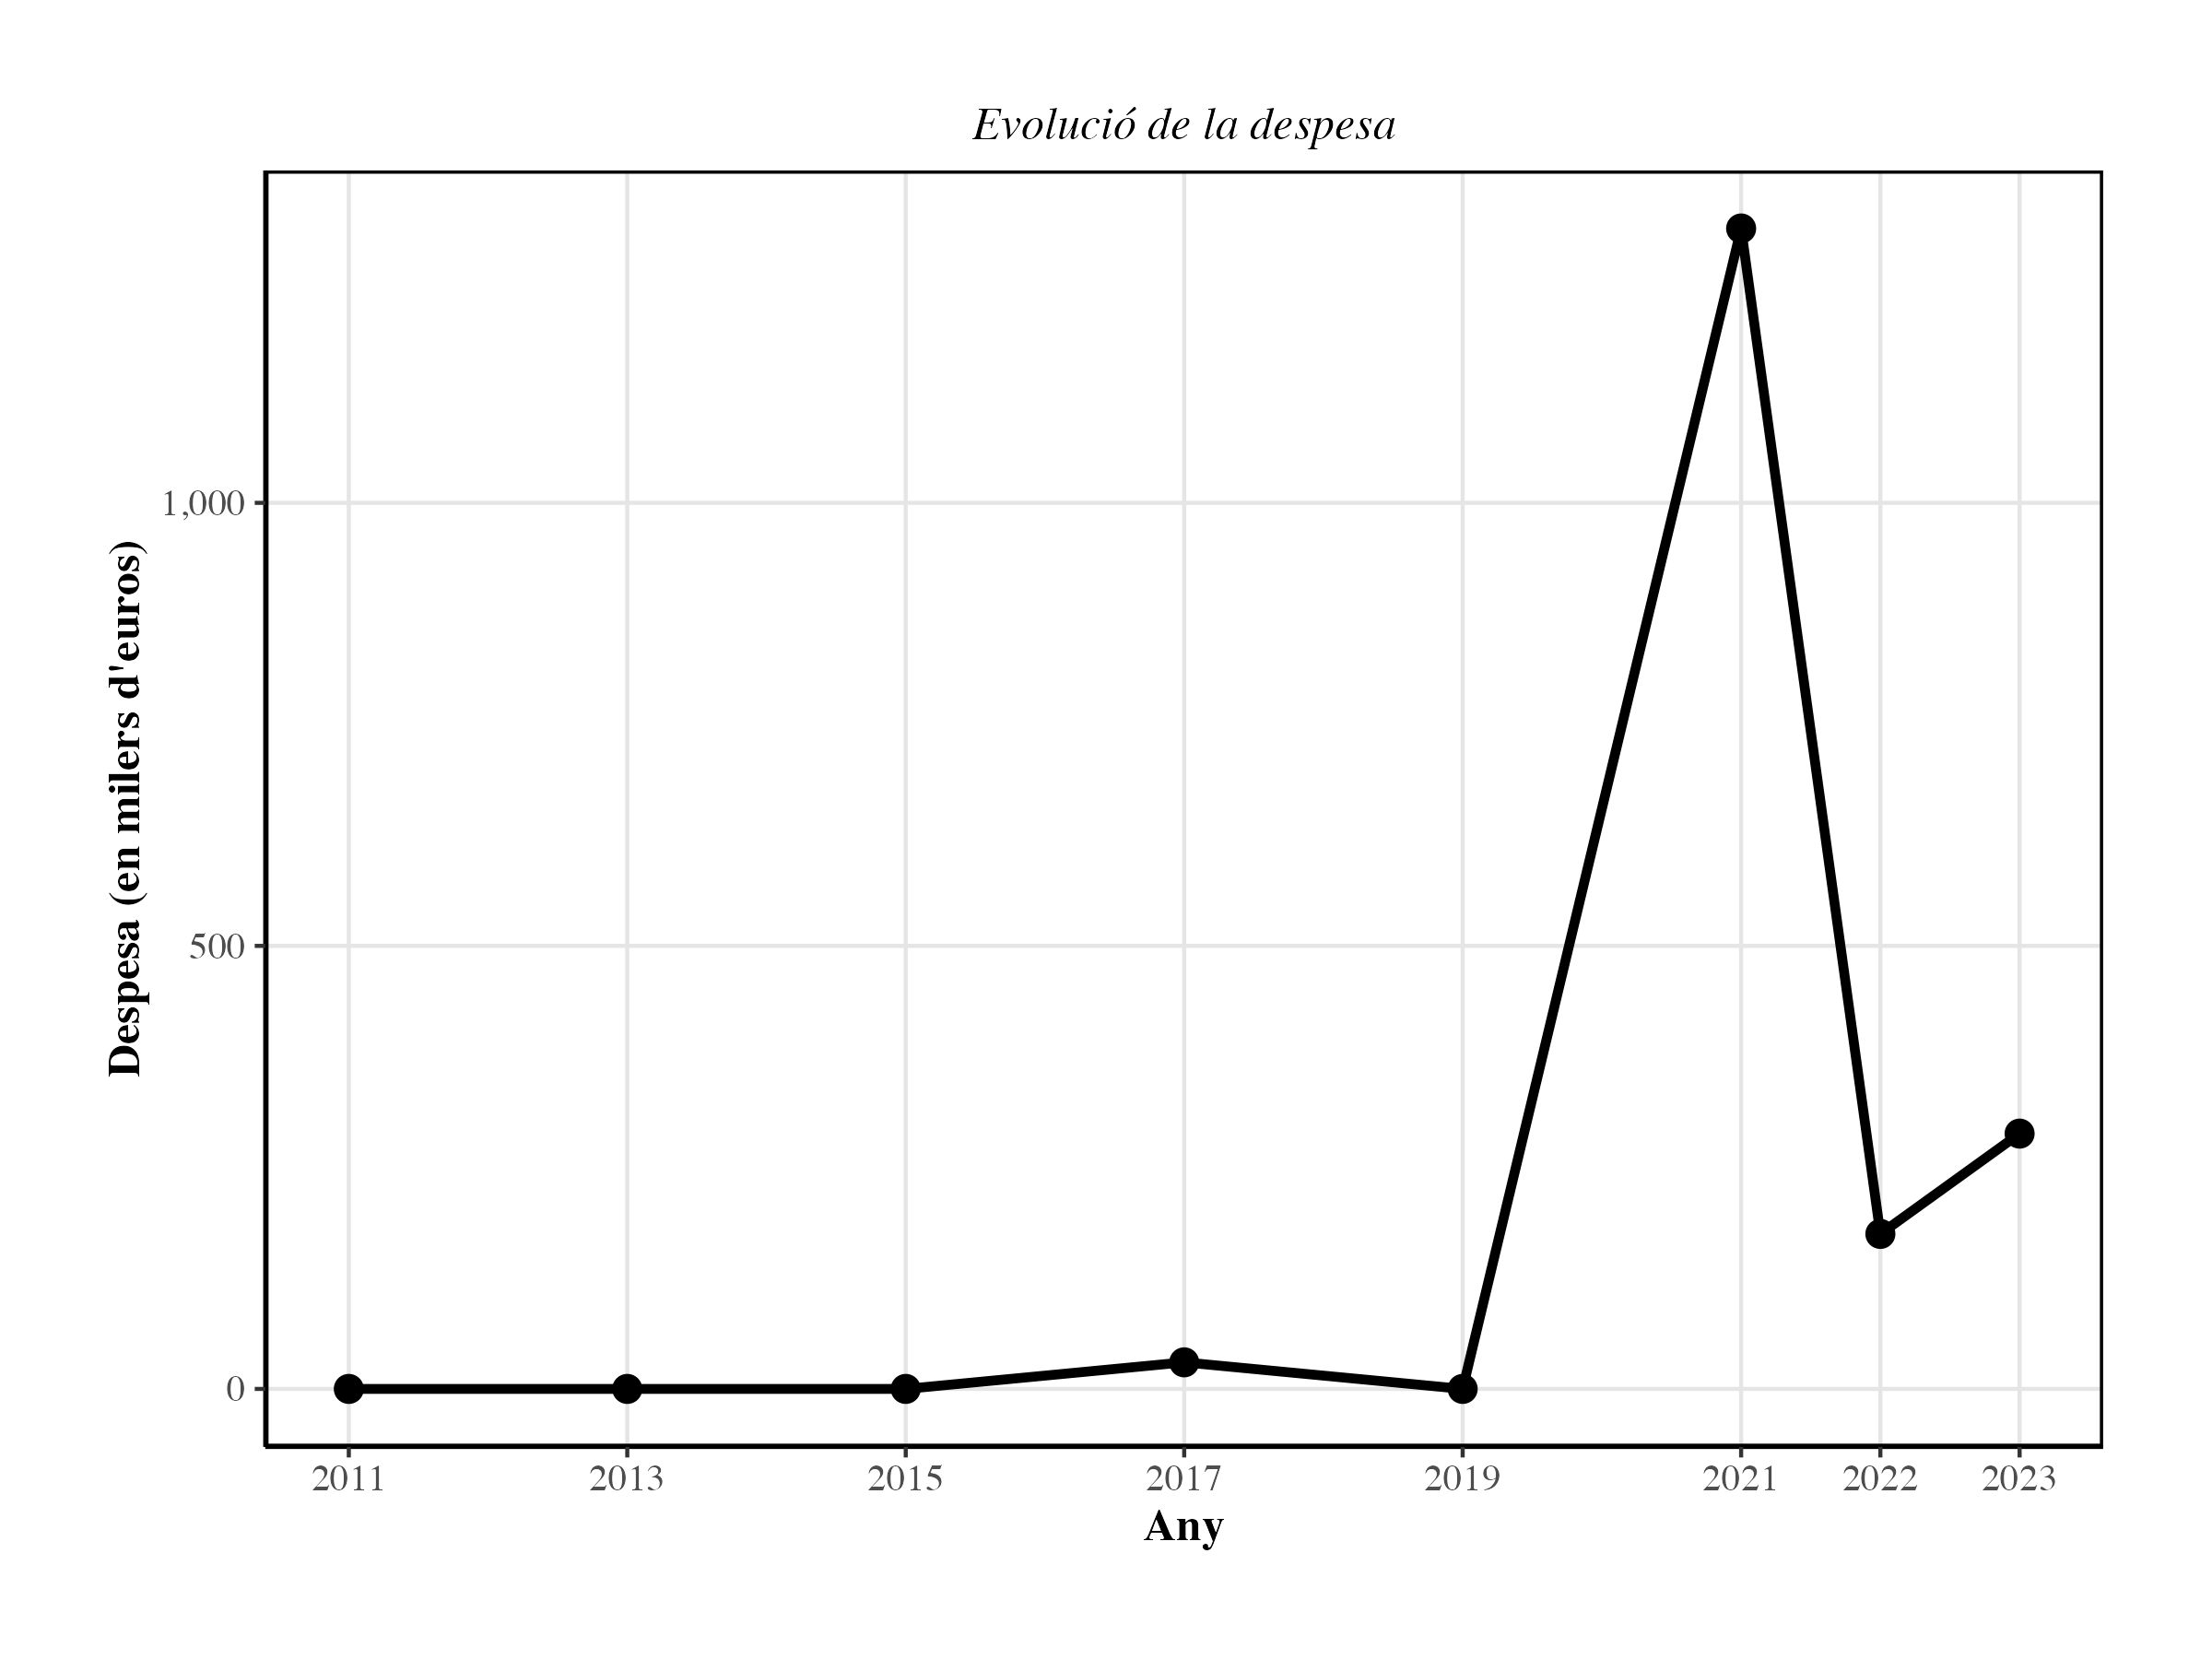 Evolució de la despesa
Despesa (en milers d'euros)
1,000
500
0
2011 2013 2015 2017 2019 2021 2022 2023
Any